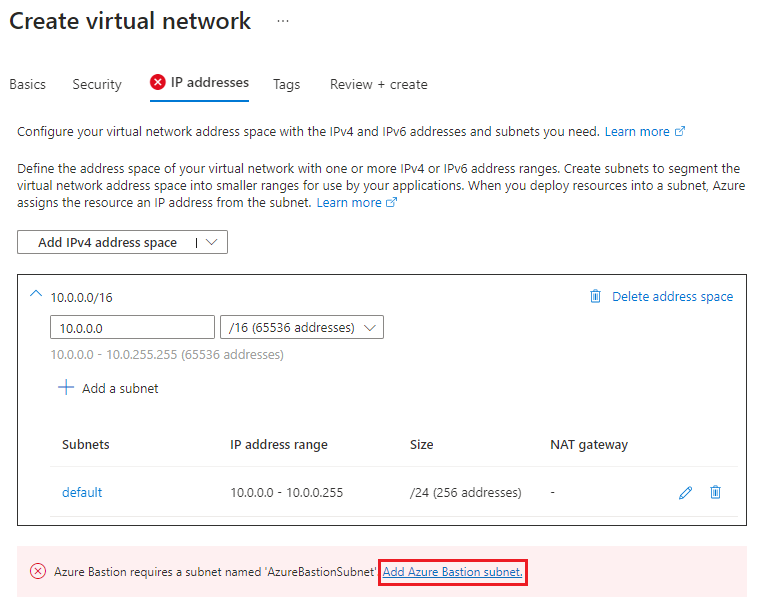 Create virtual network ...
Basics Security IP addresses Tags Review + create
Configure your virtual network address space with the IPv4 and IPv6 addresses and subnets you need. Learn more
Define the address space of your virtual network with one or more IPv4 or IPv6 address ranges. Create subnets to segment the
virtual network address space into smaller ranges for use by your applications. When you deploy resources into a subnet, Azure
assigns the resource an IP address from the subnet. Learn more
Add IPv4 address space |
10.0.0.0/16 Delete address space
10.0.0.0 /16 (65536 addresses)
10.0.0.0 - 10.0.255.255 (65536 addresses)
Add a subnet
Subnets IP address range Size NAT gateway
default 10.0.0.0 - 10.0.0.255 /24 (256 addresses) -
Azure Bastion requires a subnet named 'AzureBastionSubnet' Add Azure Bastion subnet.